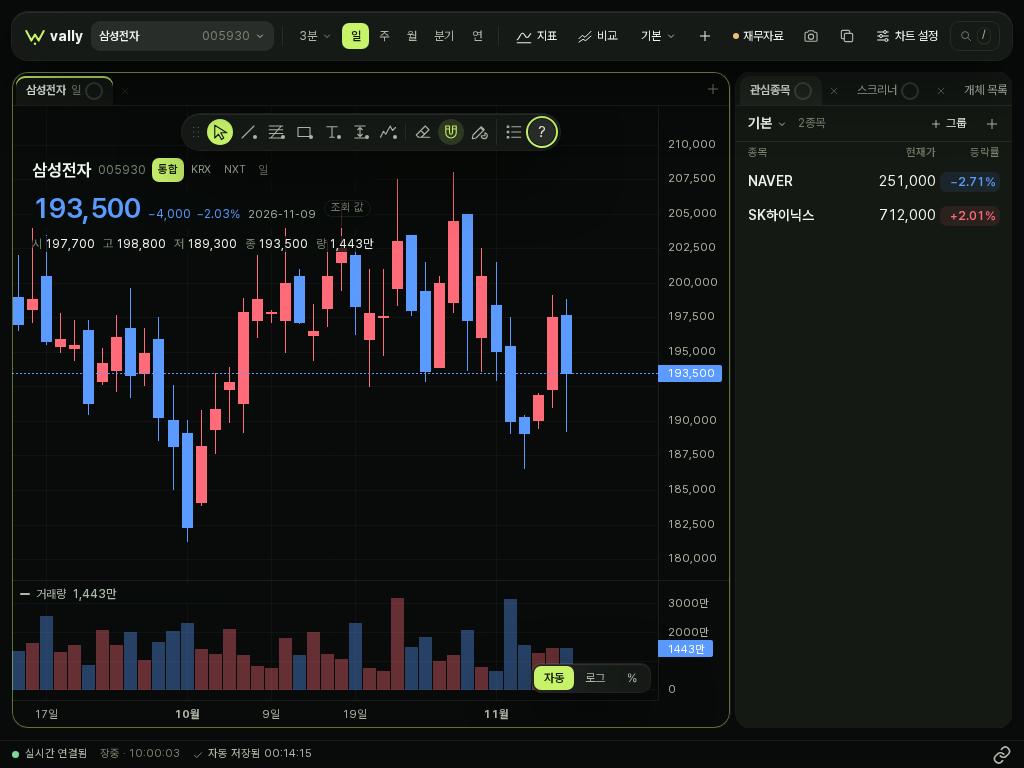 vally 삼성전자 005930 3분 일 주 월 분기 연 지표 비교 기본 재무자료 차트 설정 /
삼성전자 일
관심종목 스크리너 개체 목록
T ?
기본 2종목 그룹
종목 현재가 등락률
NAVER 251,000 −2.71%
SK하이닉스 712,000 +2.01%
삼성전자 005930 통합 KRX NXT 일
193,500 −4,000 −2.03% 2026-11-09 조회 값
시 197,700 고 198,800 저 189,300 종 193,500 량 1,443만
210,000
207,500
205,000
202,500
200,000
197,500
195,000
193,500
190,000
187,500
185,000
182,500
180,000
거래량 1,443만
3000만
2000만
1443만
0
자동 로그 %
17일 10월 9일 19일 11월
실시간 연결됨 장중 · 10:00:03 자동 저장됨 00:14:15